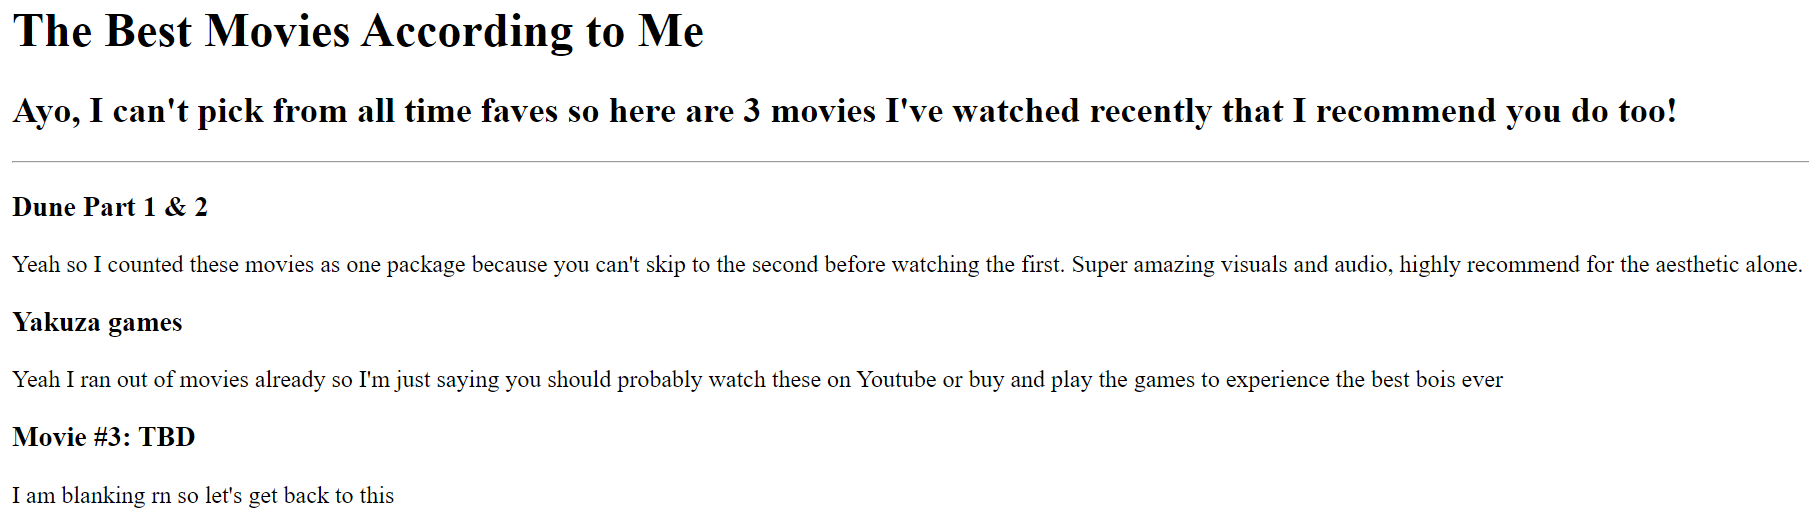 The Best Movies According to Me
Ayo, I can't pick from all time faves so here are 3 movies I've watched recently that I recommend you do too!
Dune Part 1 & 2
Yeah so I counted these movies as one package because you can't skip to the second before watching the first. Super amazing visuals and audio, highly recommend for the aesthetic alone.
Yakuza games
Yeah I ran out of movies already so I'm just saying you should probably watch these on Youtube or buy and play the games to experience the best bois ever
Movie #3: TBD
I am blanking rn so let's get back to this